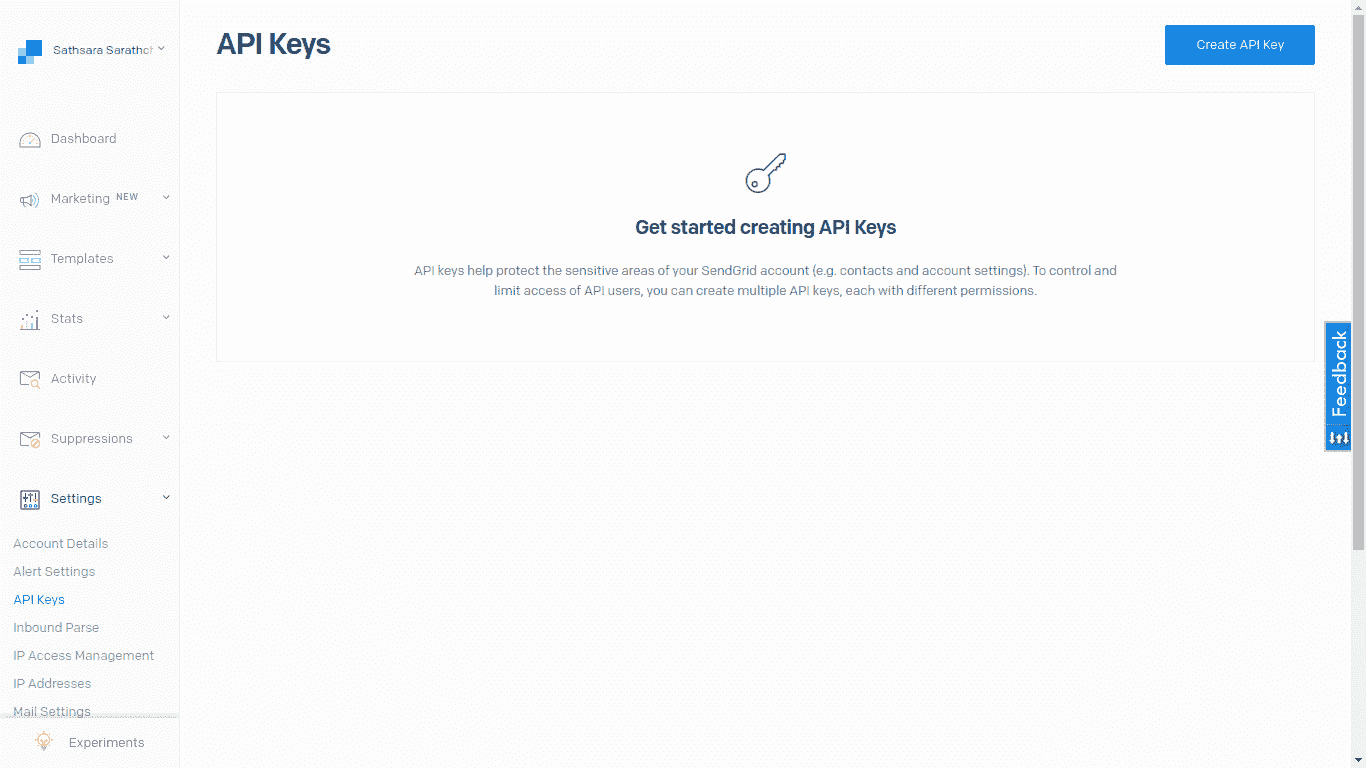 Sathsara Sarathch
Dashboard
Marketing NEW
Templates
Stats
Activity
Suppressions
Settings
Account Details
Alert Settings
API Keys
Inbound Parse
IP Access Management
IP Addresses
Mail Settings
Experiments
API Keys
Create API Key
Get started creating API Keys
API keys help protect the sensitive areas of your SendGrid account (e.g. contacts and account settings). To control and
limit access of API users, you can create multiple API keys, each with different permissions.
Feedback